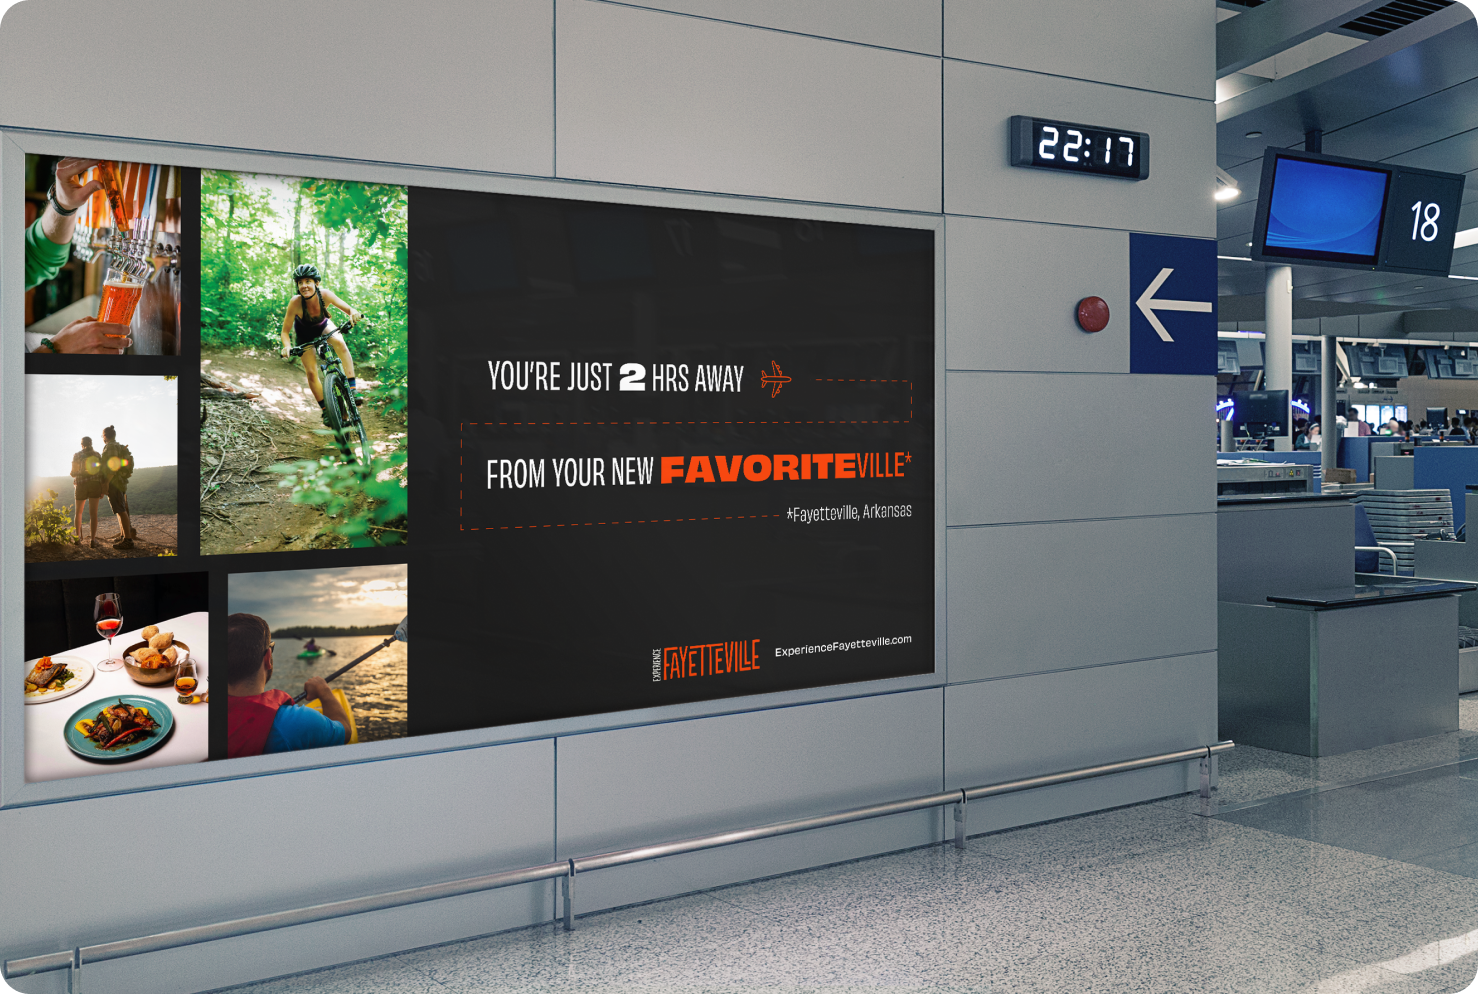 22:17
18
YOU'RE JUST 2 HRS AWAY
FROM YOUR NEW FAVORITEVILLE*
*Fayetteville, Arkansas
EXPERIENCE
FAYETTEVILLE
ExperienceFayetteville.com